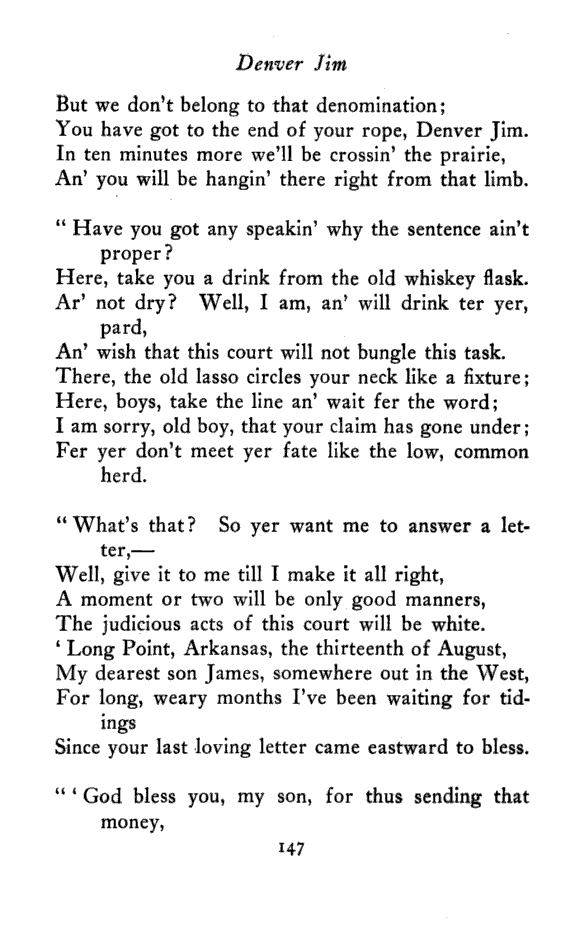 Denver Jim
But we don't belong to that denomination;
You have got to the end of your rope, Denver Jim.
In ten minutes more we'll be crossin' the prairie,
An' you will be hangin' there right from that limb.
“ Have you got any speakin' why the sentence ain't
proper?
Here, take you a drink from the old whiskey flask.
Ar' not dry? Well, I am, an' will drink ter yer,
pard,
An' wish that this court will not bungle this task.
There, the old lasso circles your neck like a fixture;
Here, boys, take the line an' wait fer the word;
I am sorry, old boy, that your claim has gone under;
Fer yer don't meet yer fate like the low, common
herd.
“ What's that? So yer want me to answer a let-
ter,—
Well, give it to me till I make it all right,
A moment or two will be only good manners,
The judicious acts of this court will be white.
‘ Long Point, Arkansas, the thirteenth of August,
My dearest son James, somewhere out in the West,
For long, weary months I've been waiting for tid-
ings
Since your last loving letter came eastward to bless.
“ ‘ God bless you, my son, for thus sending that
money,
147